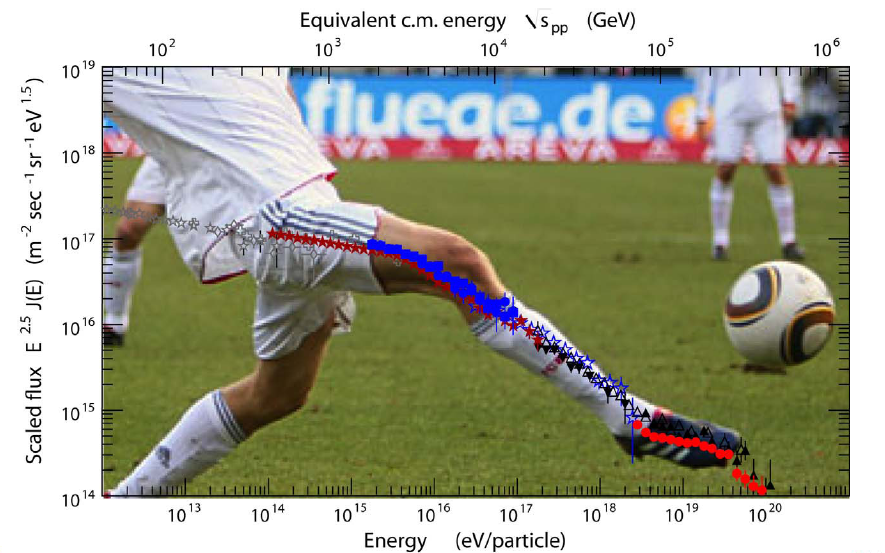 Equivalent c.m. energy √s_pp (GeV)
10^2 10^3 10^4 10^5 10^6
10^19
10^18
10^17
10^16
10^15
10^14
Scaled flux E^2.5 J(E) (m^-2 sec^-1 sr^-1 eV^1.5)
fluege.de
AREVA AREVA AREVA
10^13 10^14 10^15 10^16 10^17 10^18 10^19 10^20
Energy (eV/particle)